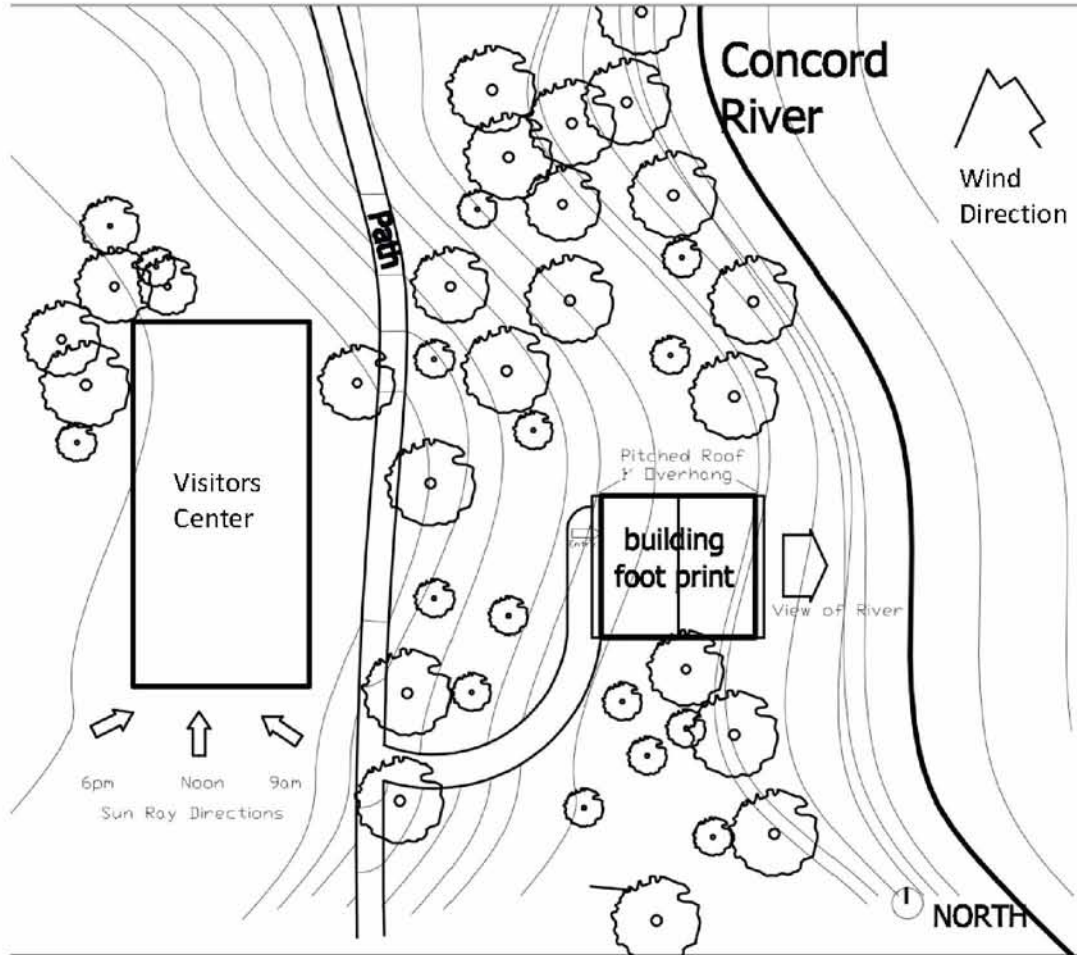 Concord
River
Wind
Direction
Path
Visitors
Center
Pitched Roof
1' Overhang
building
foot print
View of River
6pm Noon 9am
Sun Ray Directions
NORTH